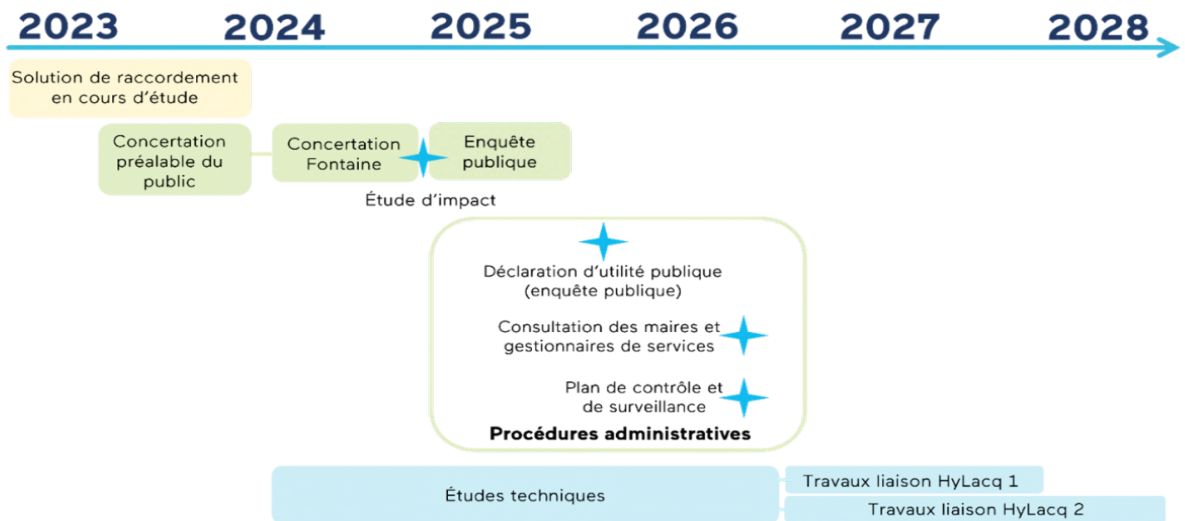 2023 2024 2025 2026 2027 2028
Solution de raccordement
en cours d'étude
Concertation
préalable du
public
Concertation
Fontaine
Enquête
publique
Étude d'impact
Déclaration d'utilité publique
(enquête publique)
Consultation des maires et
gestionnaires de services
Plan de contrôle et
de surveillance
Procédures administratives
Études techniques
Travaux liaison HyLacq 1
Travaux liaison HyLacq 2